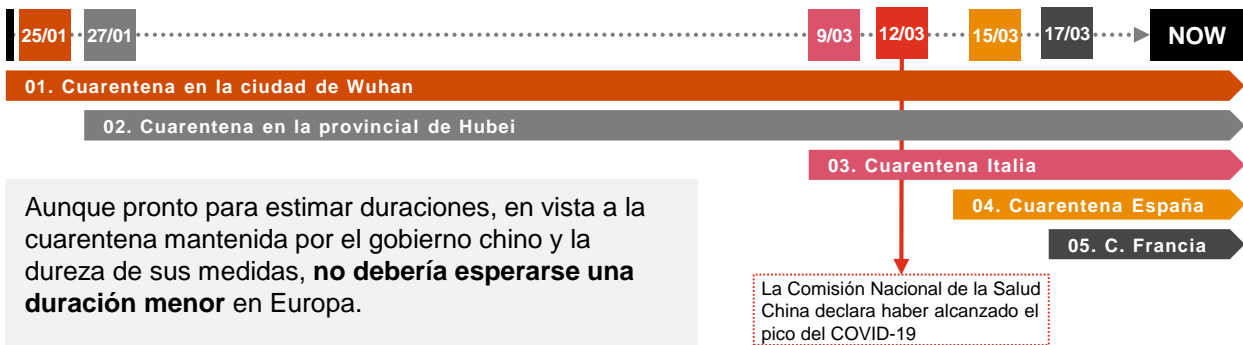 25/01
27/01
9/03
12/03
15/03
17/03
NOW
01. Cuarentena en la ciudad de Wuhan
02. Cuarentena en la provincial de Hubei
03. Cuarentena Italia
04. Cuarentena España
05. C. Francia
Aunque pronto para estimar duraciones, en vista a la
cuarentena mantenida por el gobierno chino y la
dureza de sus medidas, no debería esperarse una
duración menor en Europa.
La Comisión Nacional de la Salud
China declara haber alcanzado el
pico del COVID-19